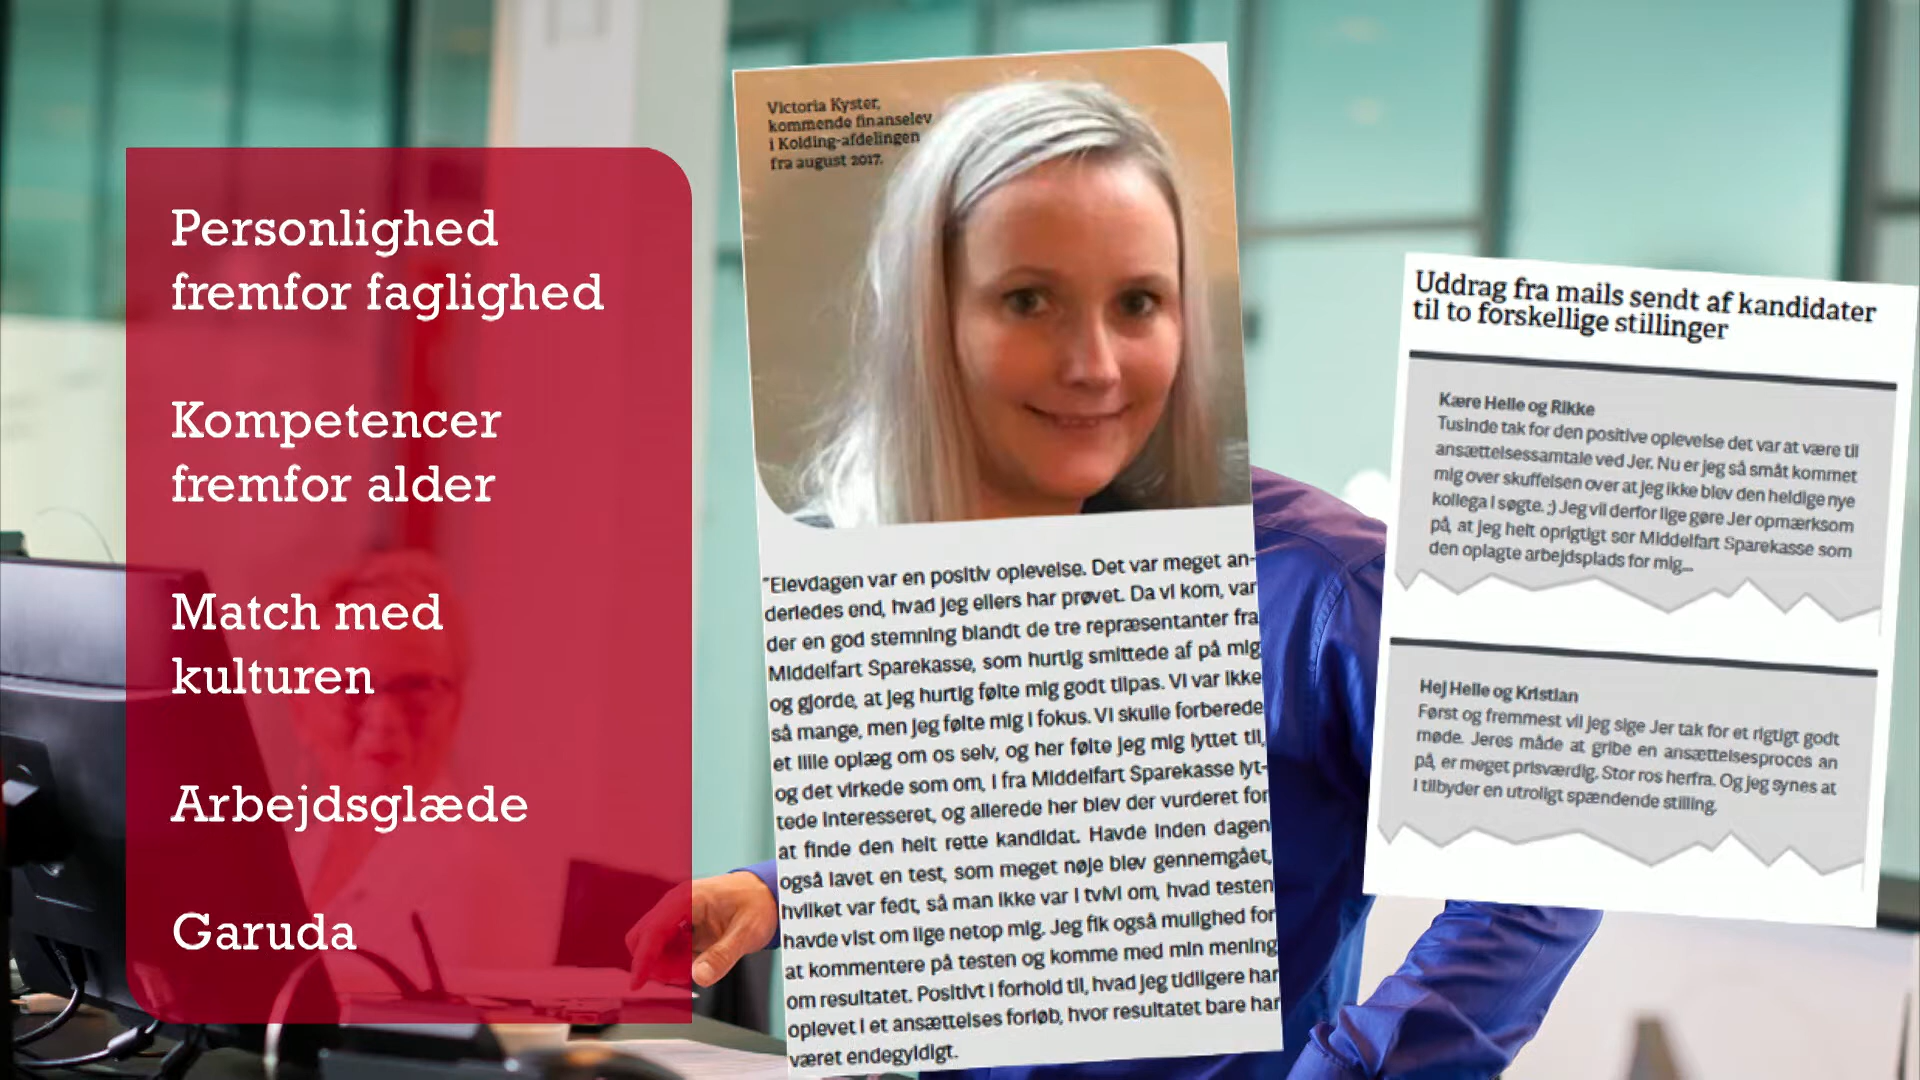 Personlighed
fremfor faglighed
Kompetencer
fremfor alder
Match med
kulturen
Arbejdsglæde
Garuda
Victoria Kyster,
kommende finanselev
i Kolding-afdelingen
fra august 2017.
"Elevdagen var en positiv oplevelse. Det var meget an-
derledes end, hvad jeg ellers har prøvet. Da vi kom, var
der en god stemning blandt de tre repræsentanter fra
Middelfart Sparekasse, som hurtig smittede af på mig
og gjorde, at jeg hurtig følte mig godt tilpas. Vi var ikke
så mange, men jeg følte mig i fokus. Vi skulle forberede
et lille oplæg om os selv, og her følte jeg mig lyttet til,
og det virkede som om, I fra Middelfart Sparekasse lyt-
tede interesseret, og allerede her blev der vurderet for
at finde den helt rette kandidat. Havde inden dagen
også lavet en test, som meget nøje blev gennemgået,
hvilket var fedt, så man ikke var i tvivl om, hvad testen
havde vist om lige netop mig. Jeg fik også mulighed for
at kommentere på testen og komme med min mening
om resultatet. Positivt i forhold til, hvad jeg tidligere har
oplevet i et ansættelses forløb, hvor resultatet bare har
været endegyldigt.
Uddrag fra mails sendt af kandidater
til to forskellige stillinger
Kære Helle og Rikke
Tusinde tak for den positive oplevelse det var at være til
ansættelsessamtale ved Jer. Nu er jeg så småt kommet
mig over skuffelsen over at jeg ikke blev den heldige nye
kollega I søgte. ;) Jeg vil derfor lige gøre Jer opmærksom
på, at jeg helt oprigtigt ser Middelfart Sparekasse som
den oplagte arbejdsplads for mig...
Hej Helle og Kristian
Først og fremmest vil jeg sige Jer tak for et rigtigt godt
møde. Jeres måde at gribe en ansættelsesproces an
på, er meget prisværdig. Stor ros herfra. Og jeg synes at
I tilbyder en utroligt spændende stilling.